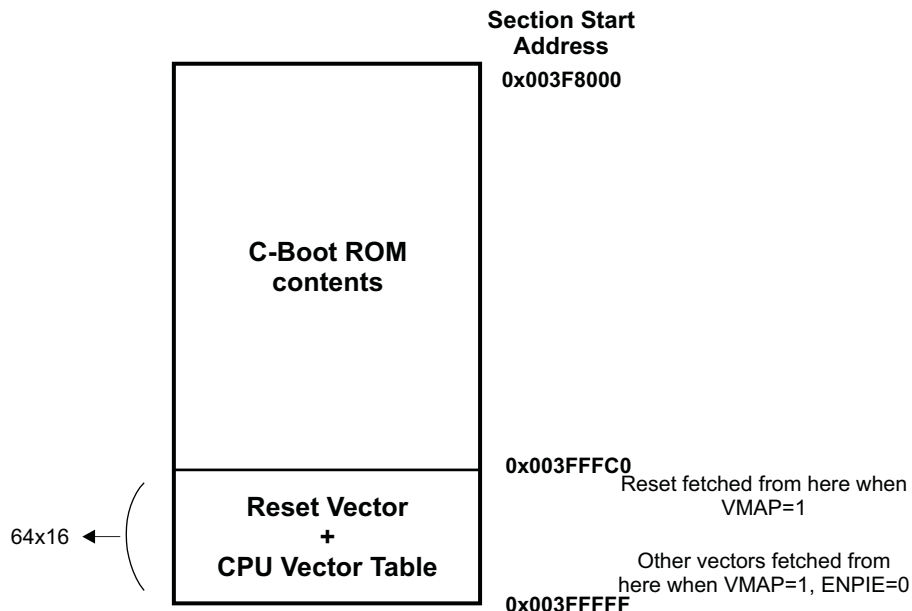 Section Start
Address
0x003F8000
C-Boot ROM
contents
0x003FFFC0
Reset fetched from here when
VMAP=1
Reset Vector
+
CPU Vector Table
64x16
Other vectors fetched from
here when VMAP=1, ENPIE=0
0x003FFFFF